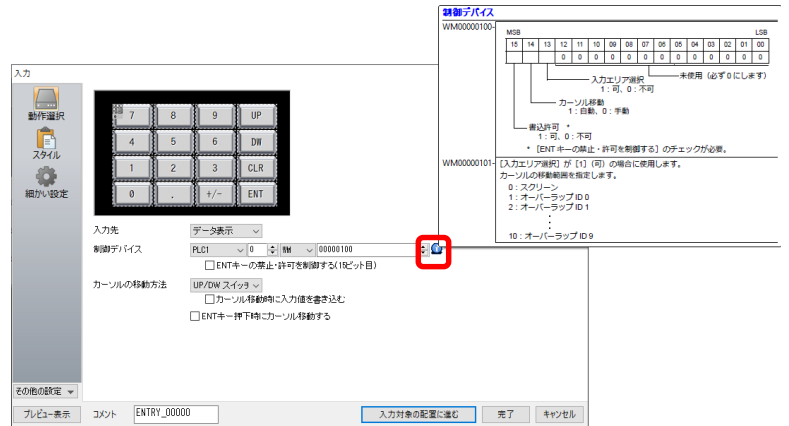 制御デバイス
WM00000100-
MSB LSB
15 14 13 12 11 10 09 08 07 06 05 04 03 02 01 00
0 0 0 0 0 0 0 0 0 0 0 0 0
未使用（必ず0にします）
入力エリア選択
1：可、0：不可
カーソル移動
1：自動、0：手動
書込許可 *
1：可、0：不可
* [ENT キーの禁止・許可を制御する] のチェックが必要。
WM00000101-
[入力エリア選択] が [1]（可）の場合に使用します。
カーソルの移動範囲を指定します。
0：スクリーン
1：オーバーラップ ID 0
2：オーバーラップ ID 1
：
10：オーバーラップ ID 9
入力
動作選択
スタイル
細かい設定
7 8 9 UP
4 5 6 DW
1 2 3 CLR
0 . +/- ENT
入力先 データ表示
制御デバイス PLC1 0 WM 00000100
ENTキーの禁止・許可を制御する(15ビット目)
カーソルの移動方法 UP/DW スイッチ
カーソル移動時に入力値を書き込む
ENTキー押下時にカーソル移動する
その他の設定
プレビュー表示 コメント ENTRY_00000 入力対象の配置に進む 完了 キャンセル